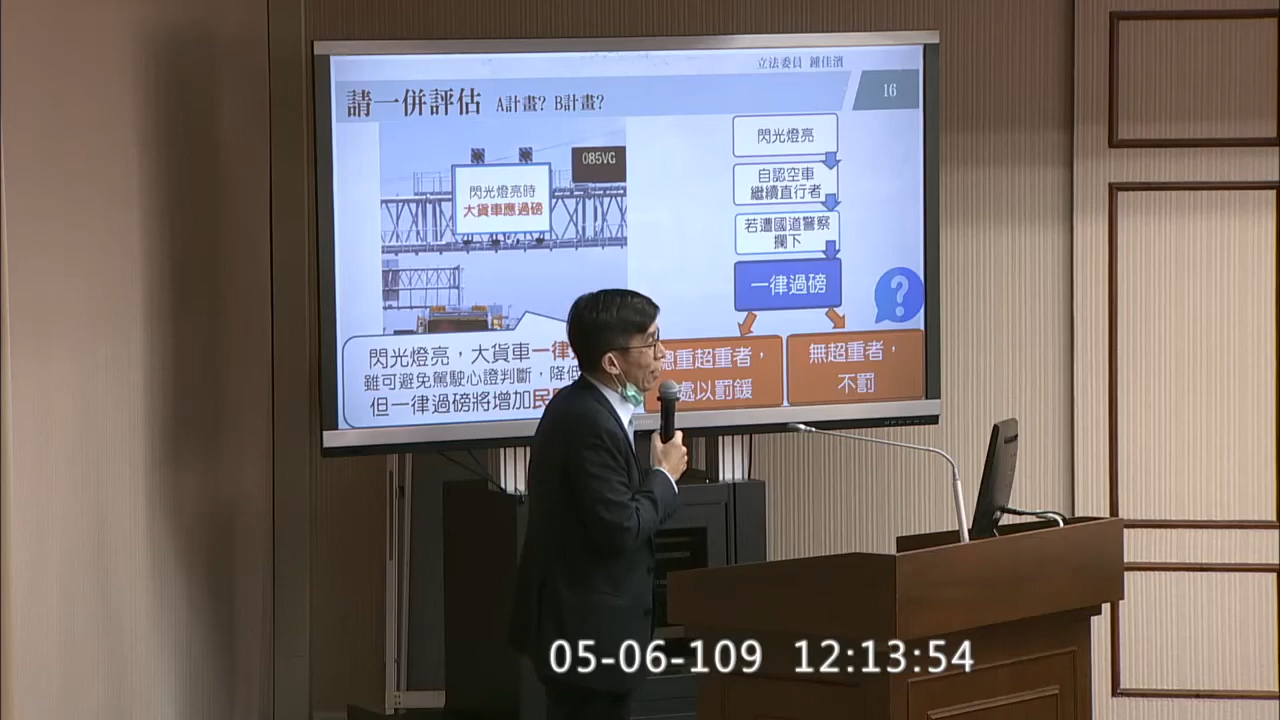 立法委員 鍾佳濱
請一併評估 A計畫? B計畫?
16
085VG
閃光燈亮時
大貨車應過磅
閃光燈亮，大貨車一律
雖可避免駕駛心證判斷，降低
但一律過磅將增加民
閃光燈亮
自認空車
繼續直行者
若遭國道警察
攔下
一律過磅
?
總重超重者，
處以罰鍰
無超重者，
不罰
05-06-109 12:13:54